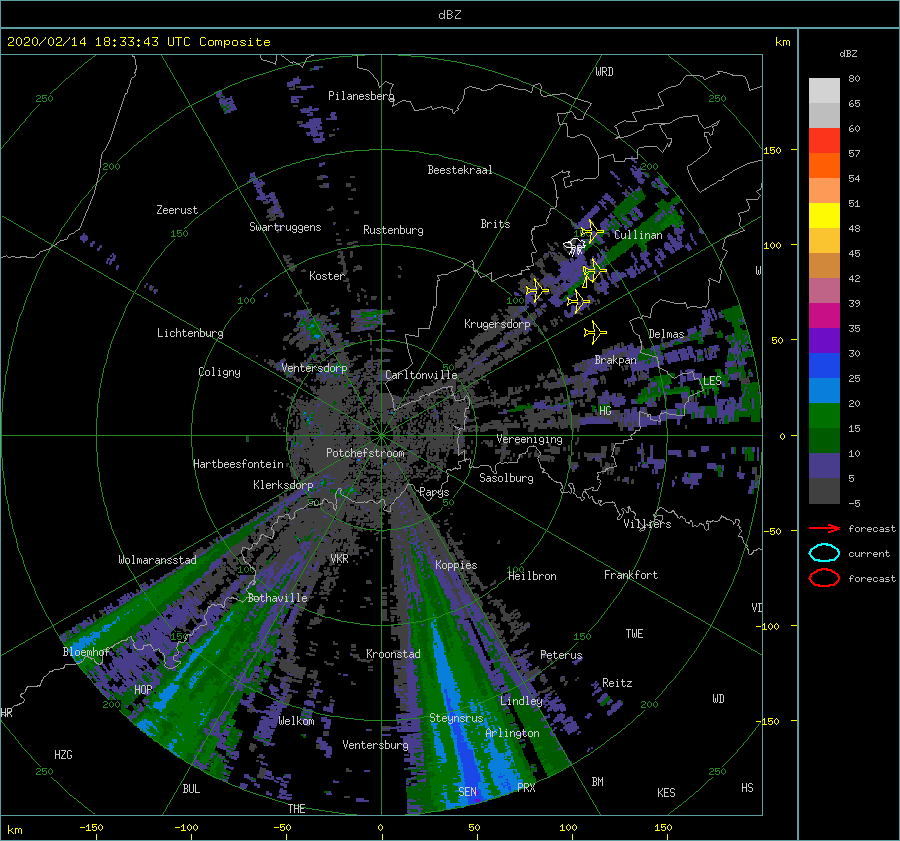 dBZ
2020/02/14 18:33:43 UTC Composite
km
dBZ
WRD
80
250
Pilanesberg
250
65
60
150
57
200
Beestekraal
200
54
Zeerust
51
Brits
Swartruggens
Rustenburg
150
Cullinan
48
100
45
Koster
W
42
100
100
39
Krugersdorp
Lichtenburg
Delmas
35
50
Brakpan
30
Ventersdorp
Coligny
Carltonville
LES
25
HG
20
Vereeniging
0
15
Potchefstroom
10
Hartbeesfontein
Sasolburg
5
Klerksdorp
Parys
50
50
-5
Villiers
forecast
-50
Wolmaransstad
VKR
current
Koppies
100
100
Heilbron
Frankfort
forecast
Bothaville
VD
-100
150
150
TWE
Bloemhof
Kroonstad
Peterus
HOP
Reitz
200
Lindley
200
WD
HR
Welkom
Steynsrus
-150
Arlington
Ventersburg
HZG
250
250
BUL
SEN
PRX
BM
KES
HS
THE
km
-150
-100
-50
0
50
100
150